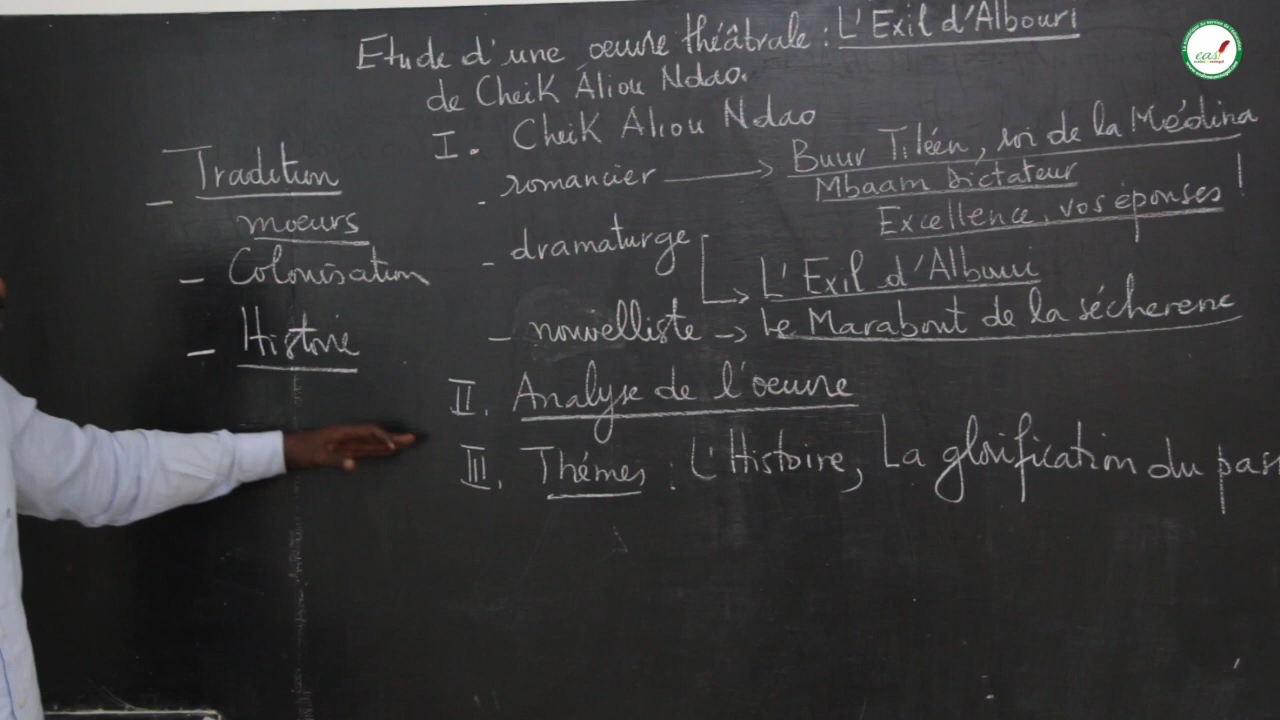 Etude d'une oeuvre théâtrale : L'Exil d'Albouri
de Cheik Aliou Ndao.
I. Cheik Aliou Ndao
- romancier → Buur Tiléen, roi de la Médina
Mbaam Dictateur
Excellence, vos épouses !
- dramaturge → L'Exil d'Albouri
- nouvelliste → Le Marabout de la sécheresse
II. Analyse de l'oeuvre
III. Thémes : L'Histoire, La glorification du pas
- Tradition
moeurs
- Colonisation
- Histoire
eas!